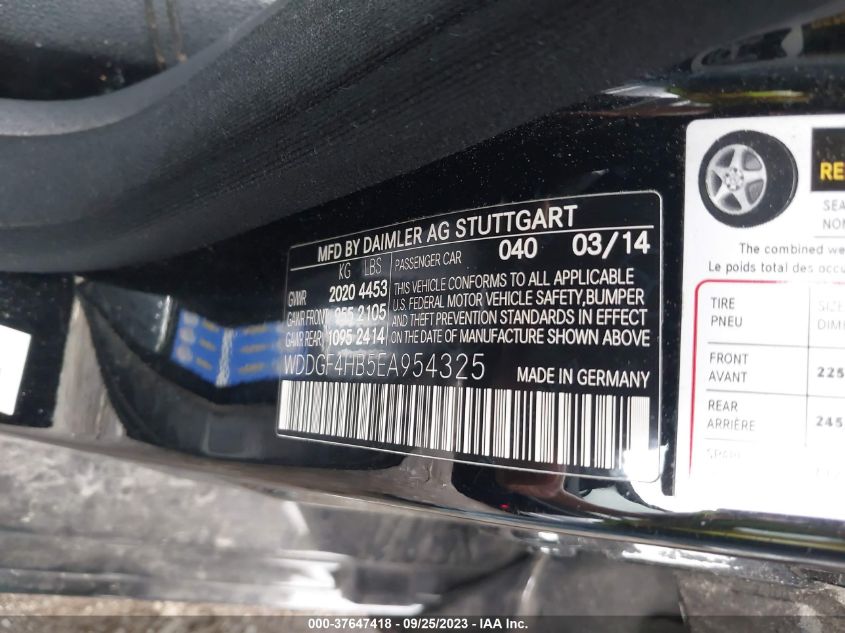 MFD BY DAIMLER AG STUTTGART
KG LBS PASSENGER CAR 040 03/14
GVWR 2020 4453
GAWR FRONT 955 2105
GAWR REAR 1095 2414
THIS VEHICLE CONFORMS TO ALL APPLICABLE
U.S. FEDERAL MOTOR VEHICLE SAFETY,BUMPER
AND THEFT PREVENTION STANDARDS IN EFFECT
ON THE DATE OF MANUFACTURE SHOWN ABOVE
WDDGF4HB5EA954325 MADE IN GERMANY
The combined
Le poids total des
TIRE
PNEU
FRONT
AVANT
225
REAR
ARRIÈRE
245
000-37647418 - 09/25/2023 - IAA Inc.